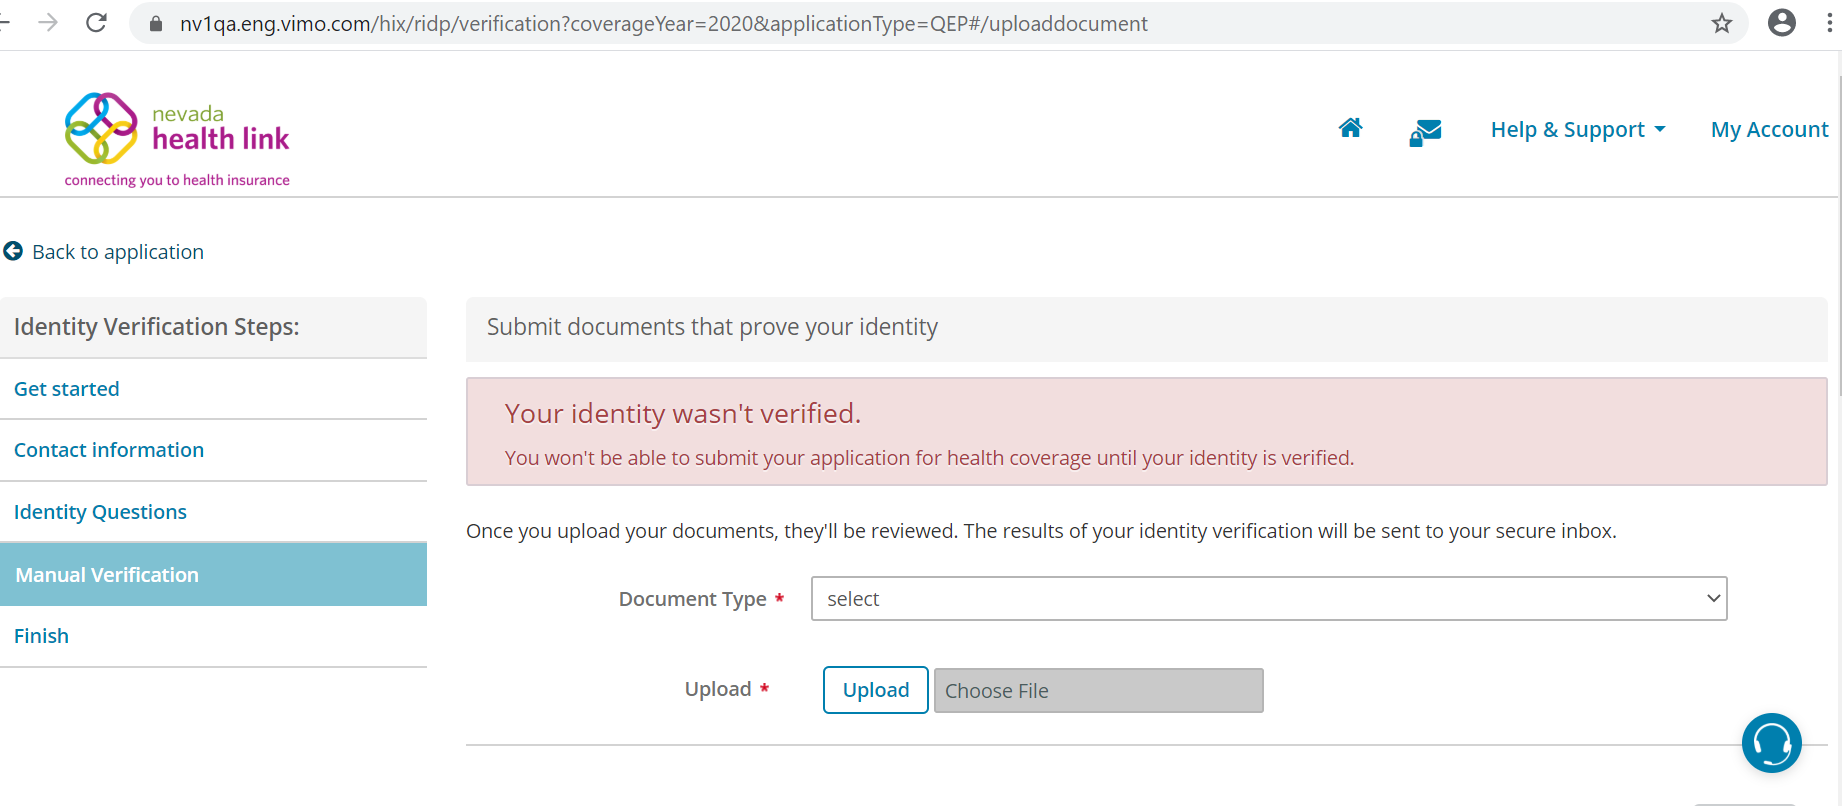 nv1qa.eng.vimo.com/hix/ridp/verification?coverageYear=2020&applicationType=QEP#/uploaddocument
nevada
health link
connecting you to health insurance
Help & Support
My Account
Back to application
Identity Verification Steps:
Get started
Contact information
Identity Questions
Manual Verification
Finish
Submit documents that prove your identity
Your identity wasn't verified.
You won't be able to submit your application for health coverage until your identity is verified.
Once you upload your documents, they'll be reviewed. The results of your identity verification will be sent to your secure inbox.
Document Type * select
Upload * Upload Choose File